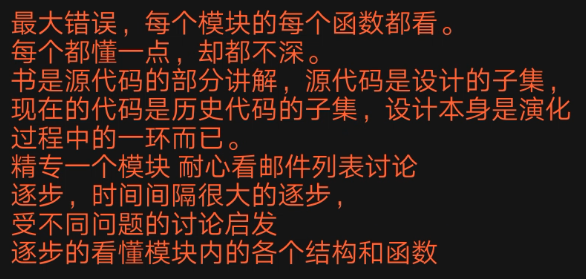 最大错误，每个模块的每个函数都看。
每个都懂一点，却都不深。
书是源代码的部分讲解，源代码是设计的子集，
现在的代码是历史代码的子集，设计本身是演化
过程中的一环而已。
精专一个模块 耐心看邮件列表讨论
逐步，时间间隔很大的逐步，
受不同问题的讨论启发
逐步的看懂模块内的各个结构和函数